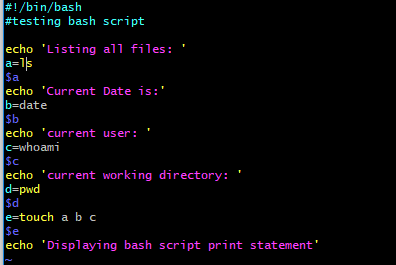 #!/bin/bash
#testing bash script
echo 'Listing all files: '
a=ls
$a
echo 'Current Date is:'
b=date
$b
echo 'current user: '
c=whoami
$c
echo 'current working directory: '
d=pwd
$d
e=touch a b c
$e
echo 'Displaying bash script print statement'
~